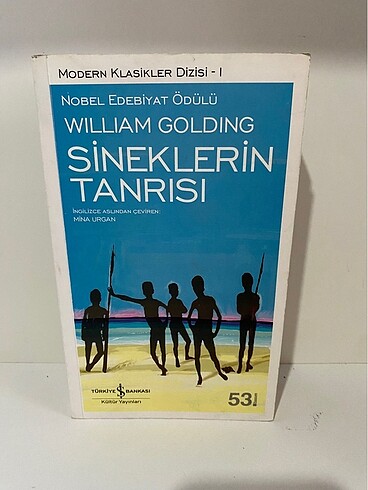 MODERN KLASİKLER DİZİSİ - I
NOBEL EDEBİYAT ÖDÜLÜ
WILLIAM GOLDING
SİNEKLERİN
TANRISI
İNGİLİZCE ASLINDAN ÇEVİREN:
MİNA URGAN
TÜRKİYE İŞ BANKASI
Kültür Yayınları
53